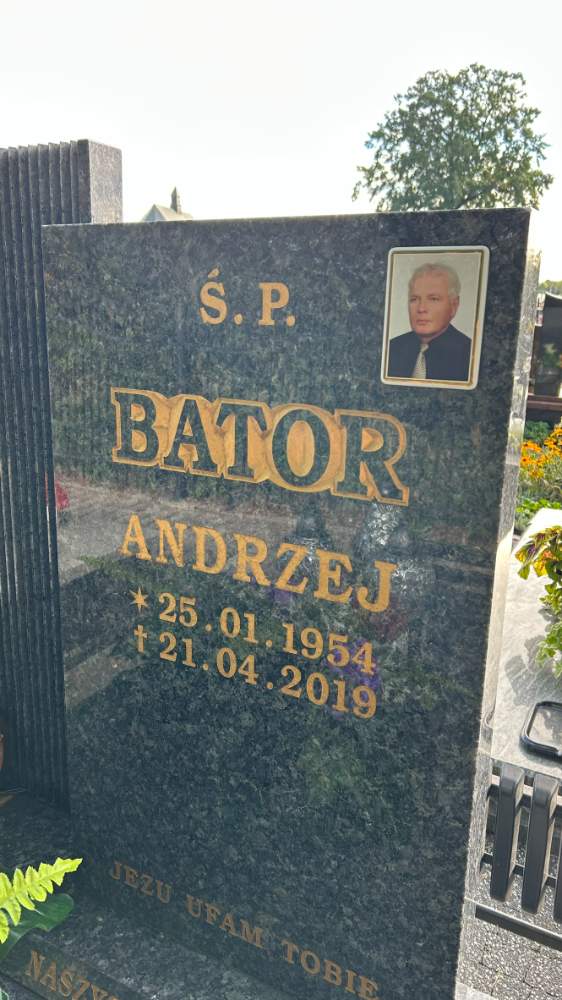 Ś. P.
BATOR
ANDRZEJ
✶ 25.01.1954
† 21.04.2019
JEZU UFAM TOBIE